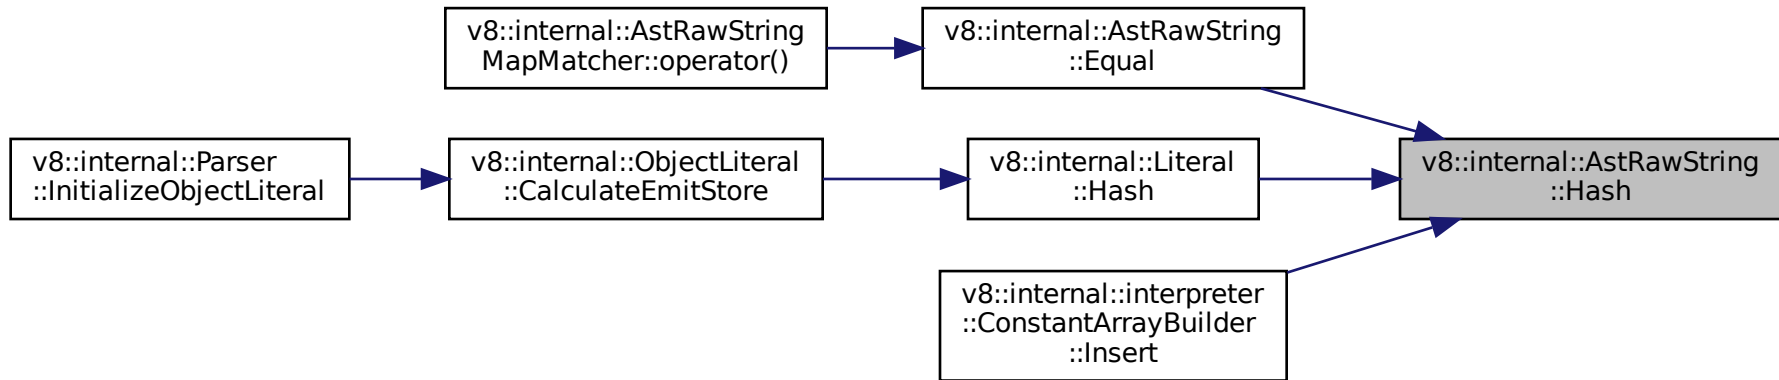 v8::internal::AstRawString
MapMatcher::operator()
v8::internal::AstRawString
::Equal
v8::internal::Parser
::InitializeObjectLiteral
v8::internal::ObjectLiteral
::CalculateEmitStore
v8::internal::Literal
::Hash
v8::internal::AstRawString
::Hash
v8::internal::interpreter
::ConstantArrayBuilder
::Insert